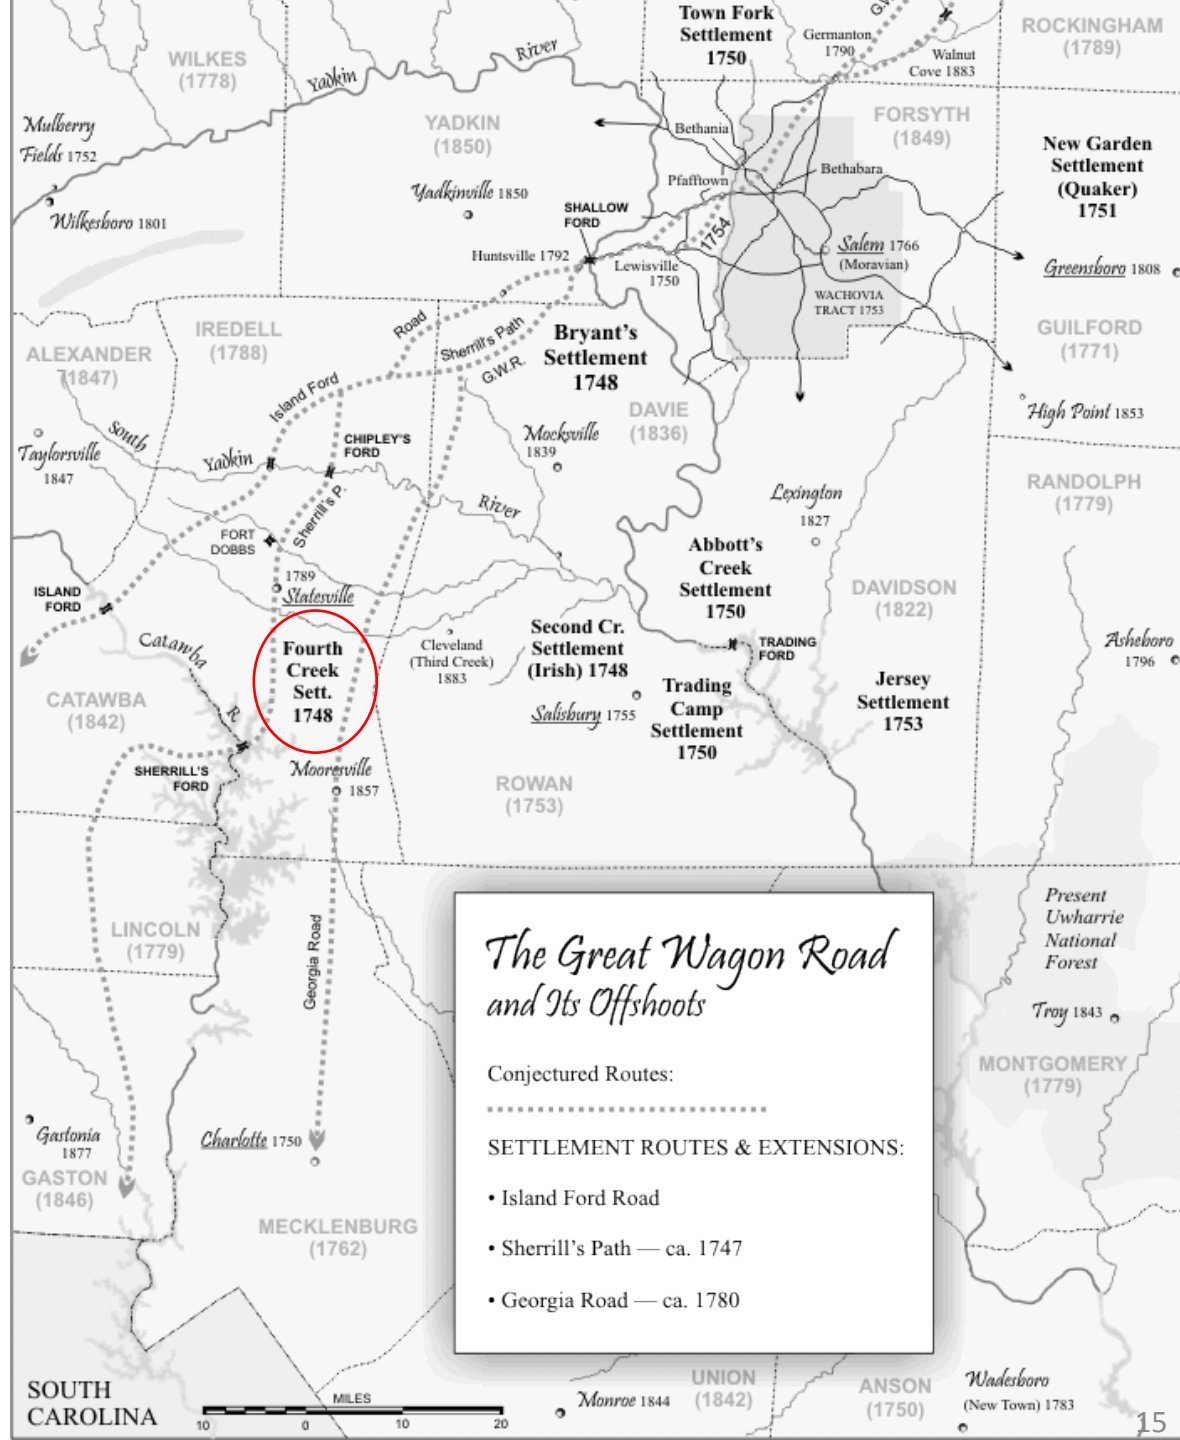 Town Fork
Settlement
1750
Germanton
1790
G.W.
Walnut
Cove 1883
ROCKINGHAM
(1789)
WILKES
(1778)
Yadkin
River
Mulberry
Fields 1752
YADKIN
(1850)
FORSYTH
(1849)
Bethania
New Garden
Settlement
(Quaker)
1751
Bethabara
Pfafftown
Yadkinville 1850
Wilkesboro 1801
SHALLOW
FORD
1754
Huntsville 1792
Lewisville
1750
Salem 1766
(Moravian)
Greensboro 1808
WACHOVIA
TRACT 1753
IREDELL
(1788)
Road
Sherrill's Path
G.W.R.
Bryant's
Settlement
1748
GUILFORD
(1771)
ALEXANDER
(1847)
Island Ford
DAVIE
(1836)
High Point 1853
South
Yadkin
River
CHIPLEY'S
FORD
Mocksville
1839
Taylorsville
1847
RANDOLPH
(1779)
Lexington
1827
Sherrill's P.
FORT
DOBBS
Abbott's
Creek
Settlement
1750
1789
Statesville
ISLAND
FORD
DAVIDSON
(1822)
Catawba
R.
Fourth
Creek
Sett.
1748
Cleveland
(Third Creek)
1883
Second Cr.
Settlement
(Irish) 1748
TRADING
FORD
Asheboro
1796
CATAWBA
(1842)
Salisbury 1755
Trading
Camp
Settlement
1750
Jersey
Settlement
1753
SHERRILL'S
FORD
Mooresville
1857
ROWAN
(1753)
LINCOLN
(1779)
Georgia Road
Present
Uwharrie
National
Forest
The Great Wagon Road
and Its Offshoots
Troy 1843
Conjectured Routes:
MONTGOMERY
(1779)
SETTLEMENT ROUTES & EXTENSIONS:
• Island Ford Road
• Sherrill's Path — ca. 1747
• Georgia Road — ca. 1780
Gastonia
1877
Charlotte 1750
GASTON
(1846)
MECKLENBURG
(1762)
SOUTH
CAROLINA
MILES
10 0 10 20
Monroe 1844
UNION
(1842)
ANSON
(1750)
Wadesboro
(New Town) 1783
15